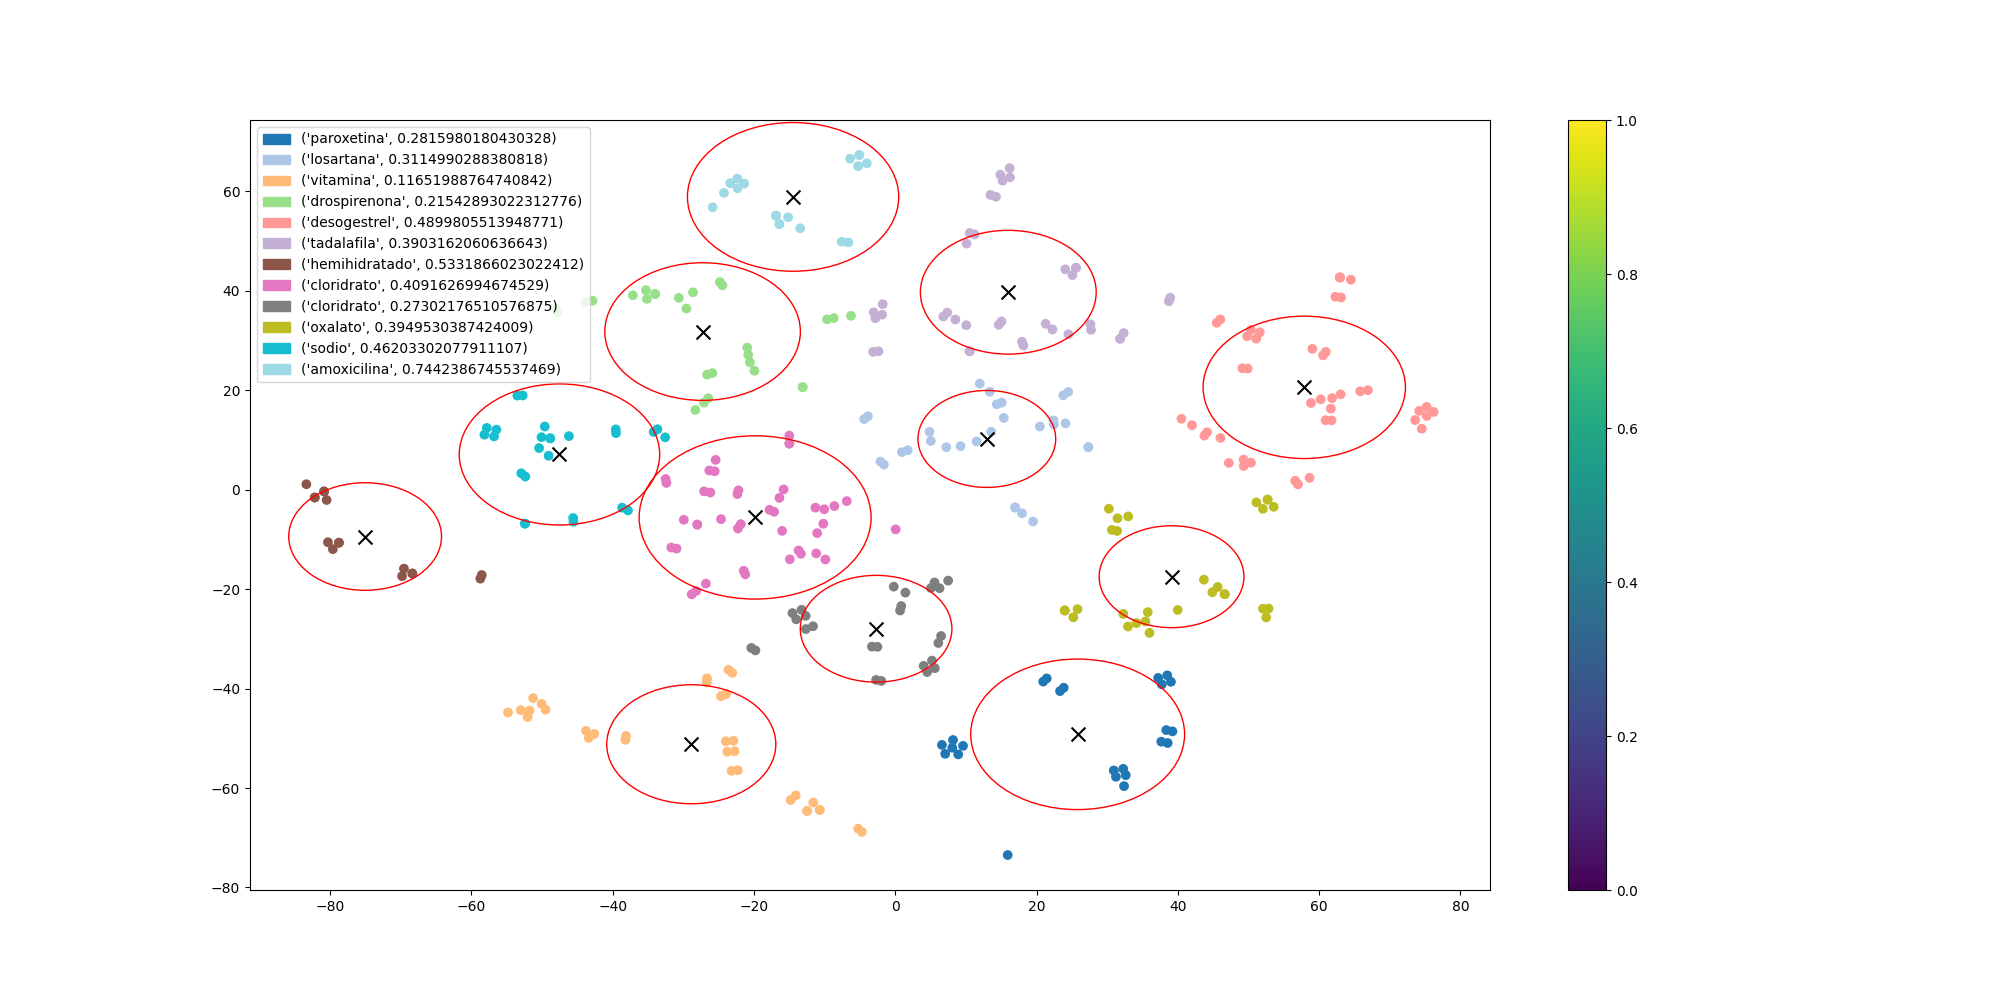 ('paroxetina', 0.2815980180430328)
('losartana', 0.3114990288380818)
('vitamina', 0.11651988764740842)
('drospirenona', 0.21542893022312776)
('desogestrel', 0.4899805513948771)
('tadalafila', 0.3903162060636643)
('hemihidratado', 0.5331866023022412)
('cloridrato', 0.4091626994674529)
('cloridrato', 0.27302176510576875)
('oxalato', 0.3949530387424009)
('sodio', 0.46203302077911107)
('amoxicilina', 0.7442386745537469)
60
40
20
0
−20
−40
−60
−80
−80 −60 −40 −20 0 20 40 60 80
1.0
0.8
0.6
0.4
0.2
0.0